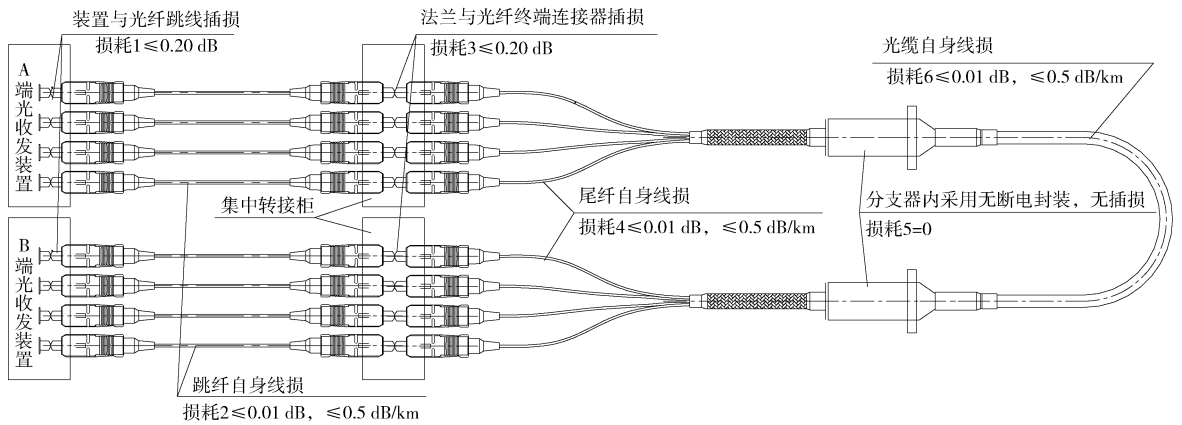 装置与光纤跳线插损
损耗1≤0.20 dB
法兰与光纤终端连接器插损
损耗3≤0.20 dB
光缆自身线损
损耗6≤0.01 dB，≤0.5 dB/km
A端光收发装置
集中转接柜
尾纤自身线损
损耗4≤0.01 dB，≤0.5 dB/km
分支器内采用无断电封装，无插损
损耗5=0
B端光收发装置
跳纤自身线损
损耗2≤0.01 dB，≤0.5 dB/km